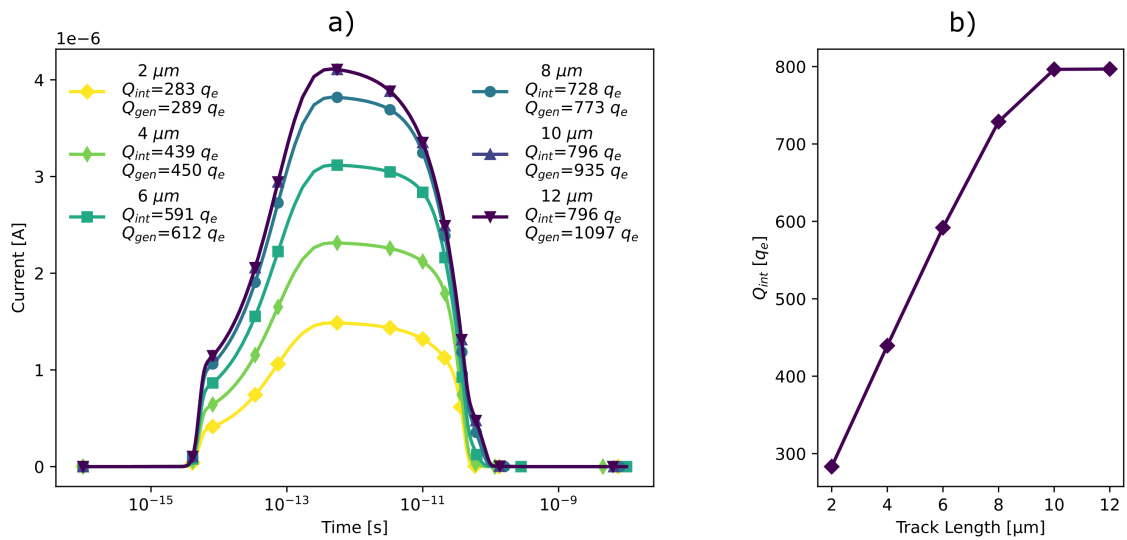 a)
1e−6
4
3
2
1
0
Current [A]
2 μm
Q_int=283 q_e
Q_gen=289 q_e
4 μm
Q_int=439 q_e
Q_gen=450 q_e
6 μm
Q_int=591 q_e
Q_gen=612 q_e
8 μm
Q_int=728 q_e
Q_gen=773 q_e
10 μm
Q_int=796 q_e
Q_gen=935 q_e
12 μm
Q_int=796 q_e
Q_gen=1097 q_e
10⁻¹⁵ 10⁻¹³ 10⁻¹¹ 10⁻⁹
Time [s]
b)
800
700
600
500
400
300
Q_int [q_e]
2 4 6 8 10 12
Track Length [μm]